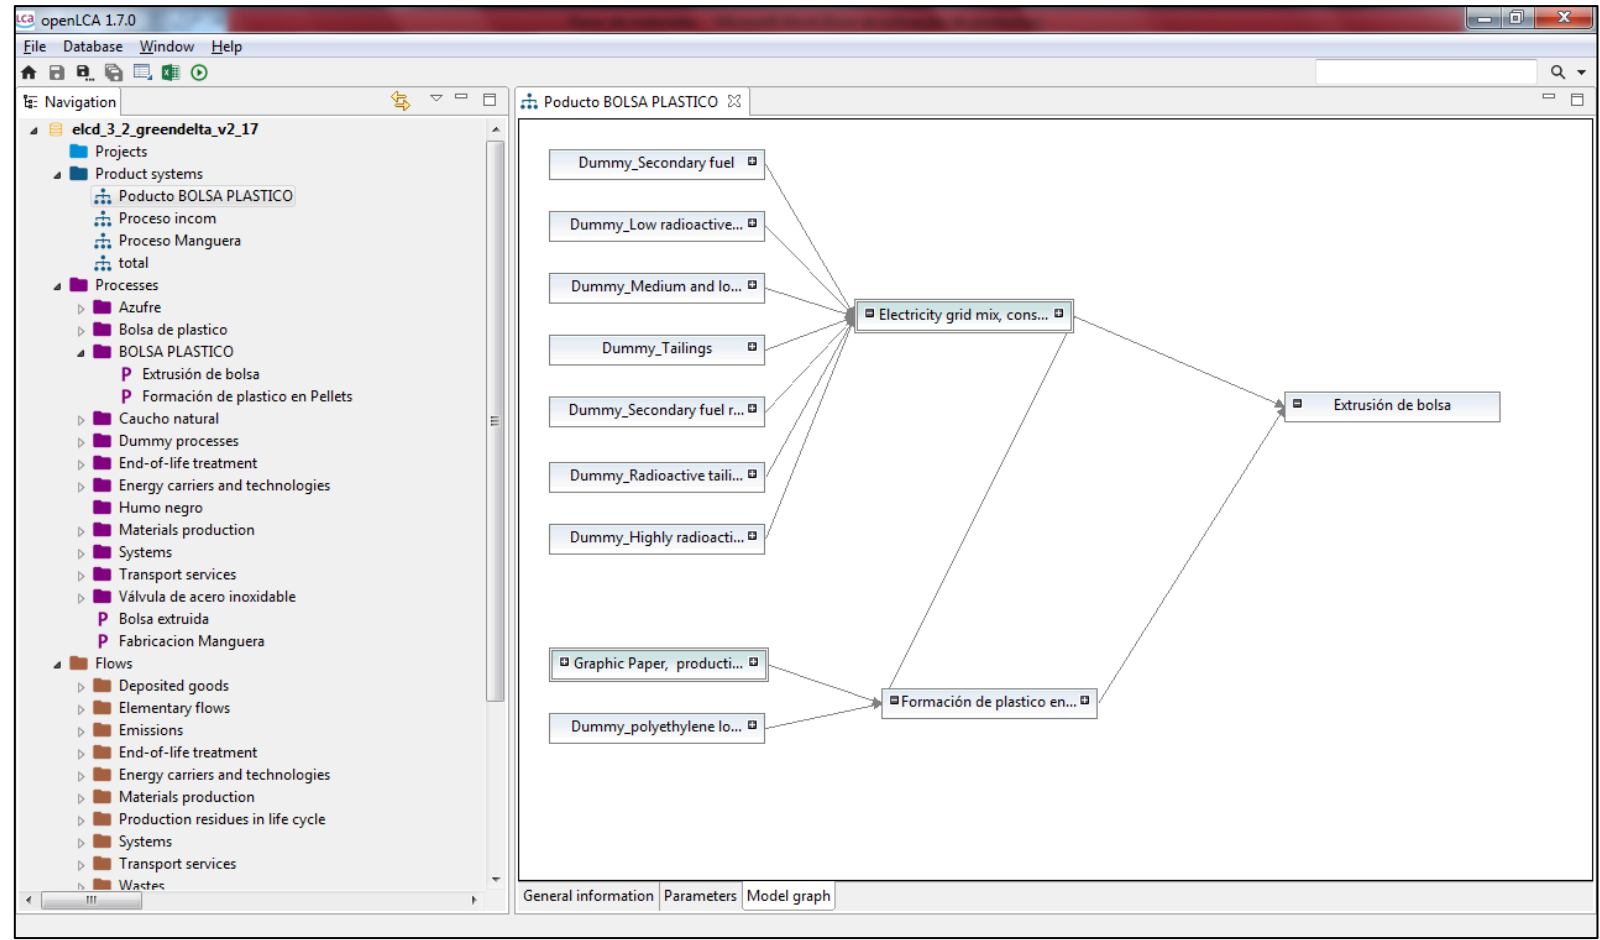 LCA openLCA 1.7.0
File Database Window Help
Navigation
elcd_3_2_greendelta_v2_17
Projects
Product systems
Poducto BOLSA PLASTICO
Proceso incom
Proceso Manguera
total
Processes
Azufre
Bolsa de plastico
BOLSA PLASTICO
P Extrusión de bolsa
P Formación de plastico en Pellets
Caucho natural
Dummy processes
End-of-life treatment
Energy carriers and technologies
Humo negro
Materials production
Systems
Transport services
Válvula de acero inoxidable
P Bolsa extruida
P Fabricacion Manguera
Flows
Deposited goods
Elementary flows
Emissions
End-of-life treatment
Energy carriers and technologies
Materials production
Production residues in life cycle
Systems
Transport services
Wastes
Poducto BOLSA PLASTICO
Dummy_Secondary fuel
Dummy_Low radioactive...
Dummy_Medium and lo...
Dummy_Tailings
Dummy_Secondary fuel r...
Dummy_Radioactive taili...
Dummy_Highly radioacti...
Electricity grid mix, cons...
Extrusión de bolsa
Graphic Paper, producti...
Dummy_polyethylene lo...
Formación de plastico en...
General information Parameters Model graph